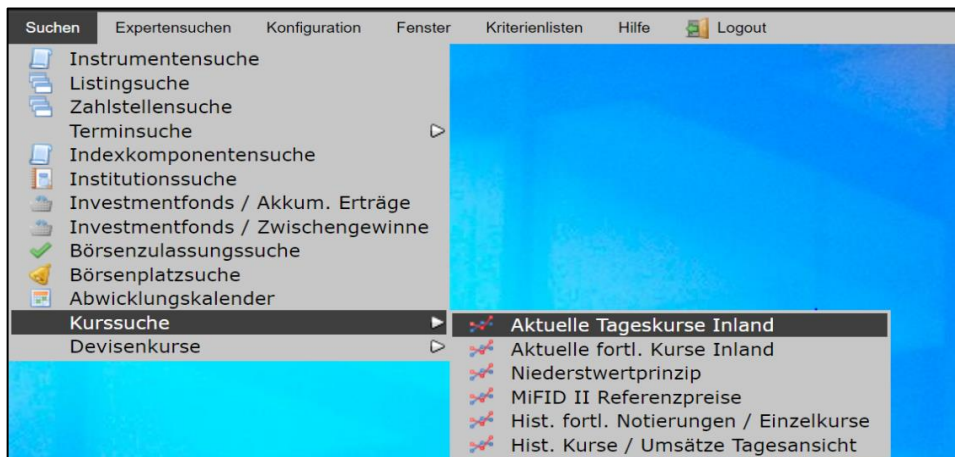 Suchen Expertensuchen Konfiguration Fenster Kriterienlisten Hilfe Logout
Instrumentensuche
Listingsuche
Zahlstellensuche
Terminsuche
Indexkomponentensuche
Institutionssuche
Investmentfonds / Akkum. Erträge
Investmentfonds / Zwischengewinne
Börsenzulassungssuche
Börsenplatzsuche
Abwicklungskalender
Kurssuche
Devisenkurse
Aktuelle Tageskurse Inland
Aktuelle fortl. Kurse Inland
Niederstwertprinzip
MiFID II Referenzpreise
Hist. fortl. Notierungen / Einzelkurse
Hist. Kurse / Umsätze Tagesansicht